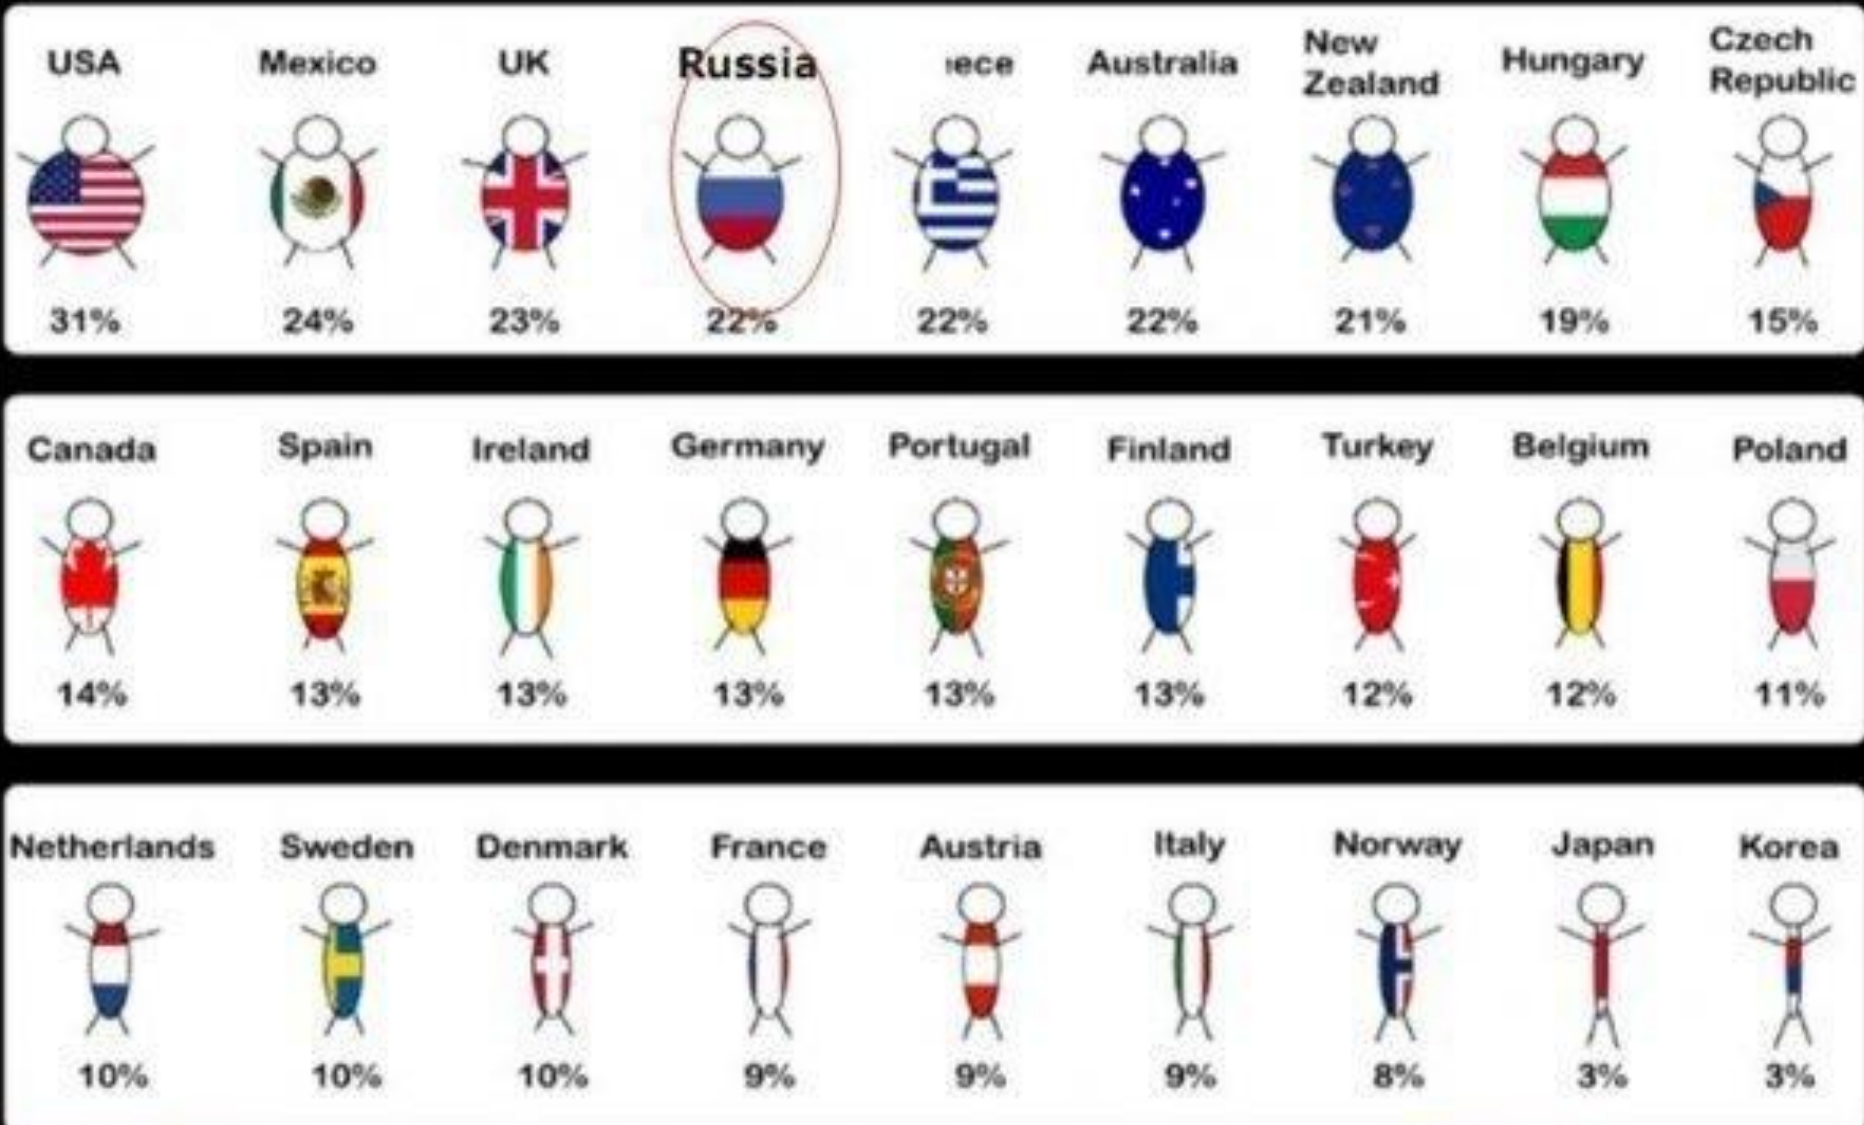 USA Mexico UK Russia ece Australia New Zealand Hungary Czech Republic
31% 24% 23% 22% 22% 22% 21% 19% 15%
Canada Spain Ireland Germany Portugal Finland Turkey Belgium Poland
14% 13% 13% 13% 13% 13% 12% 12% 11%
Netherlands Sweden Denmark France Austria Italy Norway Japan Korea
10% 10% 10% 9% 9% 9% 8% 3% 3%